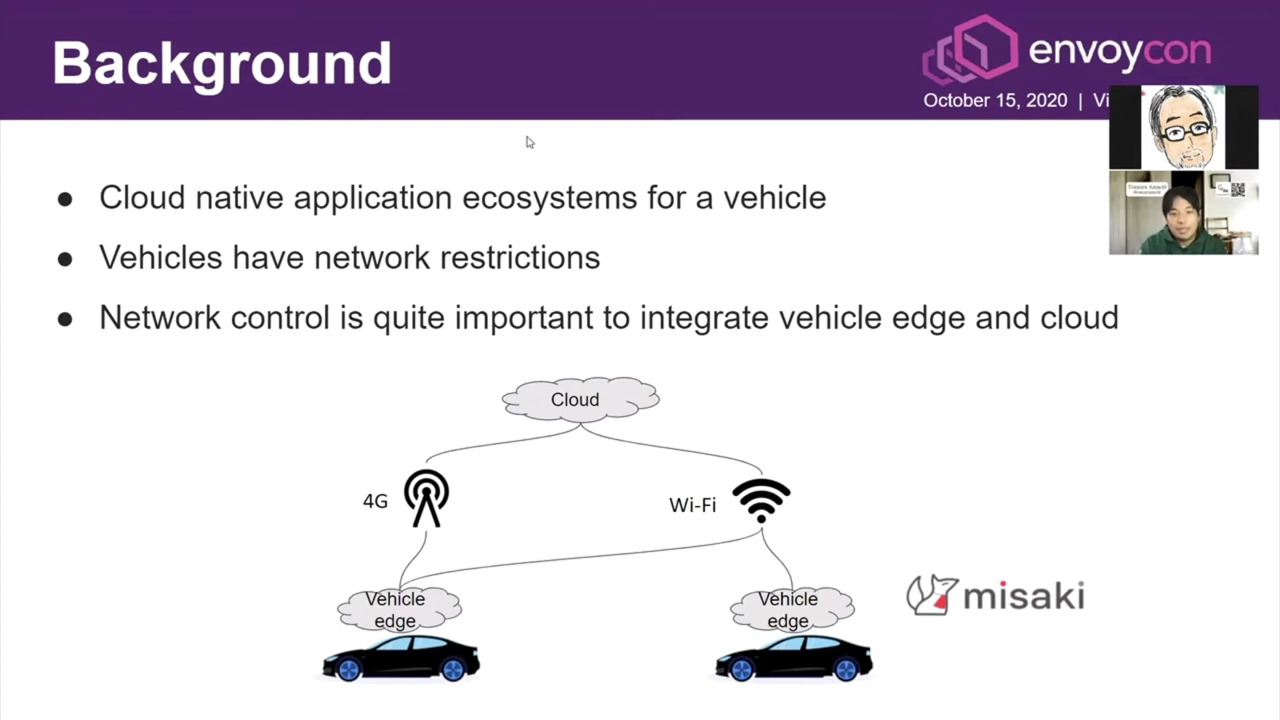 Background
envoycon
October 15, 2020 | Vi
● Cloud native application ecosystems for a vehicle
● Vehicles have network restrictions
● Network control is quite important to integrate vehicle edge and cloud
Cloud
4G
Wi-Fi
Vehicle
edge
Vehicle
edge
misaki